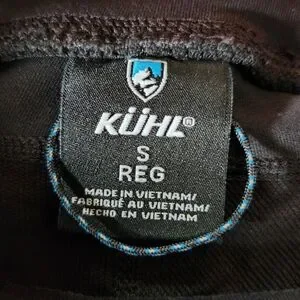 KÜHL®
S
REG
MADE IN VIETNAM/
FABRIQUÉ AU VIETNAM/
HECHO EN VIETNAM